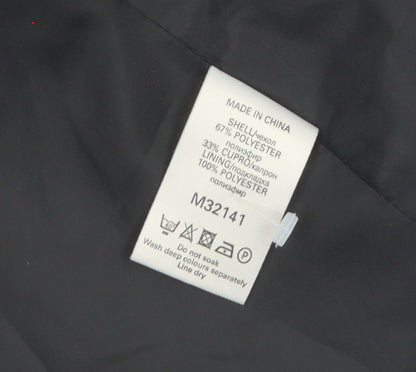 MADE IN CHINA
SHELL/чехол
67% POLYESTER
полиэфир
33% CUPRO/капрон
LINING/подкладка
100% POLYESTER
полиэфир
M32141
P
Do not soak
Wash deep colours separately
Line dry